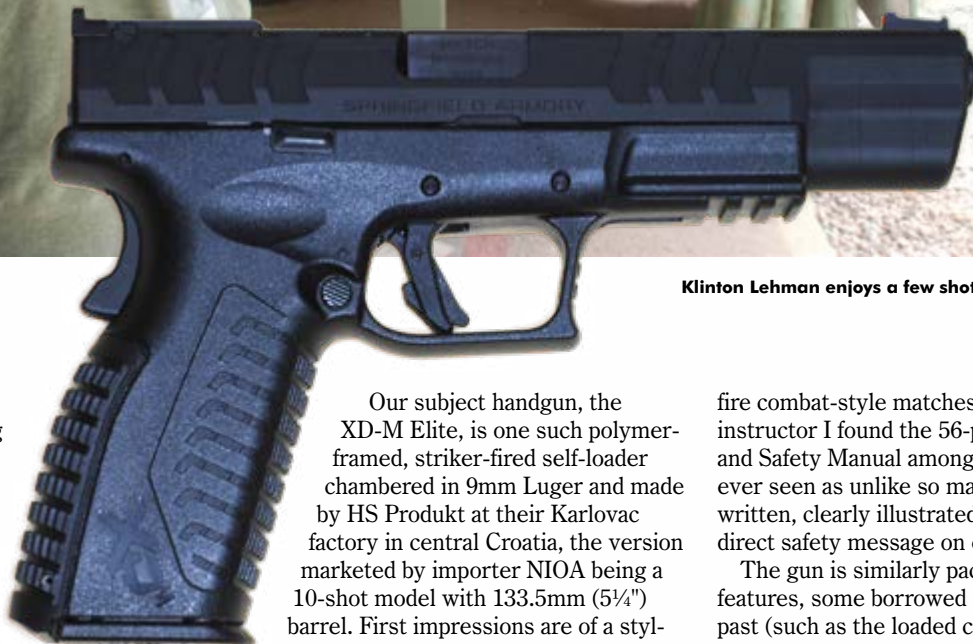 SPRINGFIELD ARMORY
Klinton Lehman enjoys a few shot
g
Our subject handgun, the
XD-M Elite, is one such polymer-
framed, striker-fired self-loader
chambered in 9mm Luger and made
by HS Produkt at their Karlovac
factory in central Croatia, the version
marketed by importer NIOA being a
10-shot model with 133.5mm (5¼")
barrel. First impressions are of a styl-
fire combat-style matches
instructor I found the 56-p
and Safety Manual among
ever seen as unlike so ma
written, clearly illustrated
direct safety message on
The gun is similarly pac
features, some borrowed
past (such as the loaded c